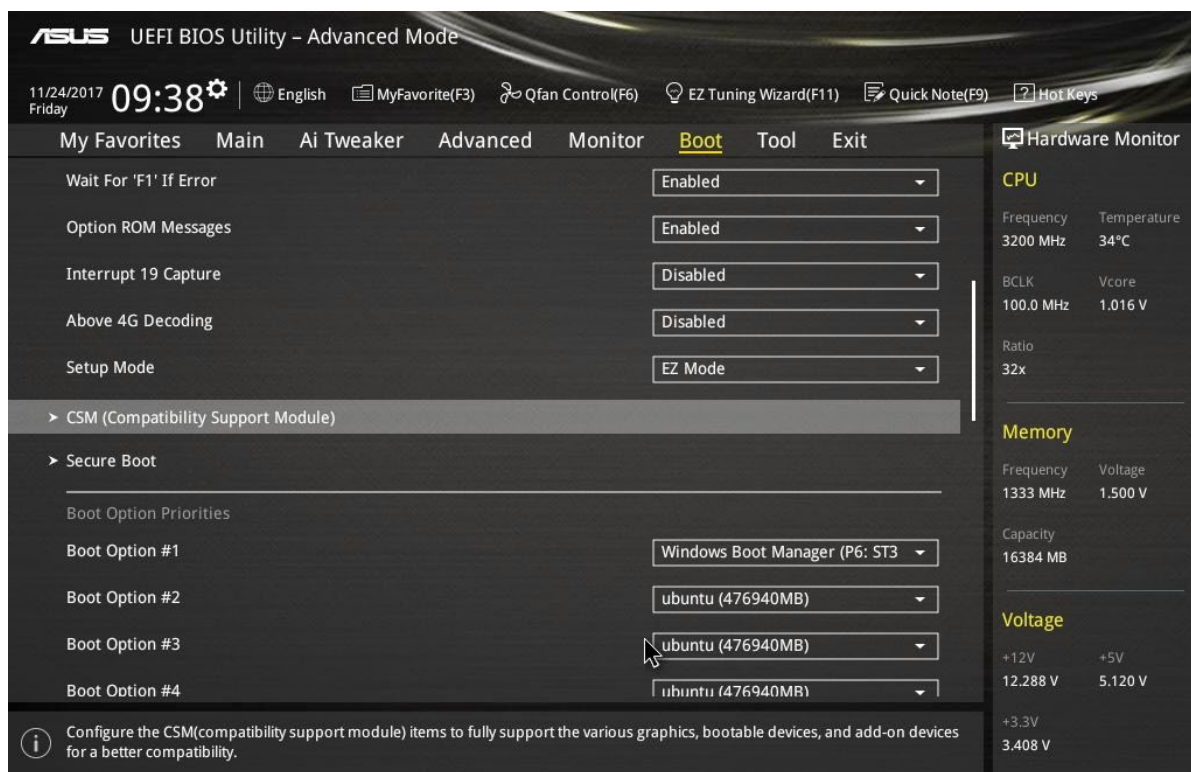 ASUS UEFI BIOS Utility – Advanced Mode
11/24/2017 Friday 09:38 English MyFavorite(F3) Qfan Control(F6) EZ Tuning Wizard(F11) Quick Note(F9) ? Hot Keys
My Favorites Main Ai Tweaker Advanced Monitor Boot Tool Exit
Wait For 'F1' If Error Enabled
Option ROM Messages Enabled
Interrupt 19 Capture Disabled
Above 4G Decoding Disabled
Setup Mode EZ Mode
> CSM (Compatibility Support Module)
> Secure Boot
Boot Option Priorities
Boot Option #1 Windows Boot Manager (P6: ST3
Boot Option #2 ubuntu (476940MB)
Boot Option #3 ubuntu (476940MB)
Boot Option #4 ubuntu (476940MB)
i Configure the CSM(compatibility support module) items to fully support the various graphics, bootable devices, and add-on devices
for a better compatibility.
Hardware Monitor
CPU
Frequency Temperature
3200 MHz 34°C
BCLK Vcore
100.0 MHz 1.016 V
Ratio
32x
Memory
Frequency Voltage
1333 MHz 1.500 V
Capacity
16384 MB
Voltage
+12V +5V
12.288 V 5.120 V
+3.3V
3.408 V